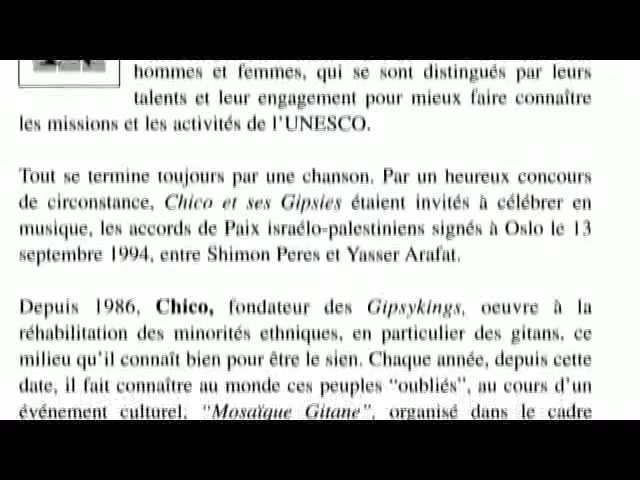 hommes et femmes, qui se sont distingués par leurs
talents et leur engagement pour mieux faire connaître
les missions et les activités de l'UNESCO.
Tout se termine toujours par une chanson. Par un heureux concours
de circonstance, Chico et ses Gipsies étaient invités à célébrer en
musique, les accords de Paix israélo-palestiniens signés à Oslo le 13
septembre 1994, entre Shimon Peres et Yasser Arafat.
Depuis 1986, Chico, fondateur des Gipsykings, oeuvre à la
réhabilitation des minorités ethniques, en particulier des gitans, ce
milieu qu'il connaît bien pour être le sien. Chaque année, depuis cette
date, il fait connaître au monde ces peuples "oubliés", au cours d'un
événement culturel, "Mosaïque Gitane", organisé dans le cadre